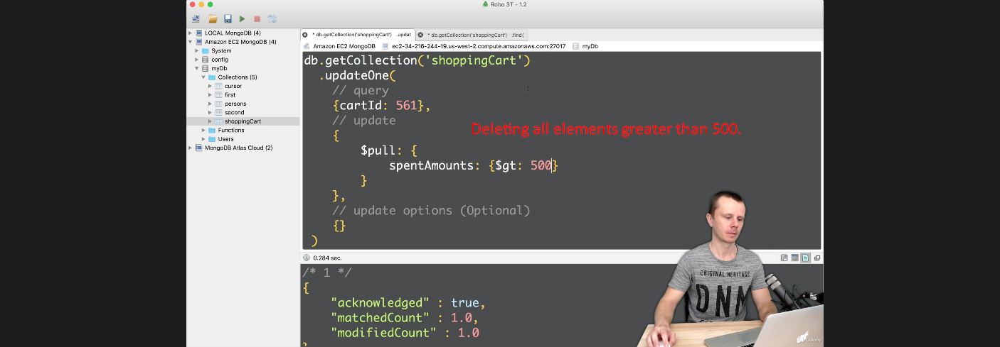 Robo 3T - 1.2
LOCAL MongoDB (4)
Amazon EC2 MongoDB (4)
System
config
myDb
Collections (5)
cursor
first
persons
second
shoppingCart
Functions
Users
MongoDB Atlas Cloud (2)
* db.getCollection('shoppingCart') .updat
* db.getCollection('shoppingCart') .find(
Amazon EC2 MongoDB ec2-34-216-244-19.us-west-2.compute.amazonaws.com:27017 myDb
db.getCollection('shoppingCart')
.updateOne(
// query
{cartId: 561},
// update
{
$pull: {
spentAmounts: {$gt: 500}
}
},
// update options (Optional)
{}
)
Deleting all elements greater than 500.
0.284 sec.
/* 1 */
{
"acknowledged" : true,
"matchedCount" : 1.0,
"modifiedCount" : 1.0
}
ORIGINAL HERITAGE
DNM
Udemy